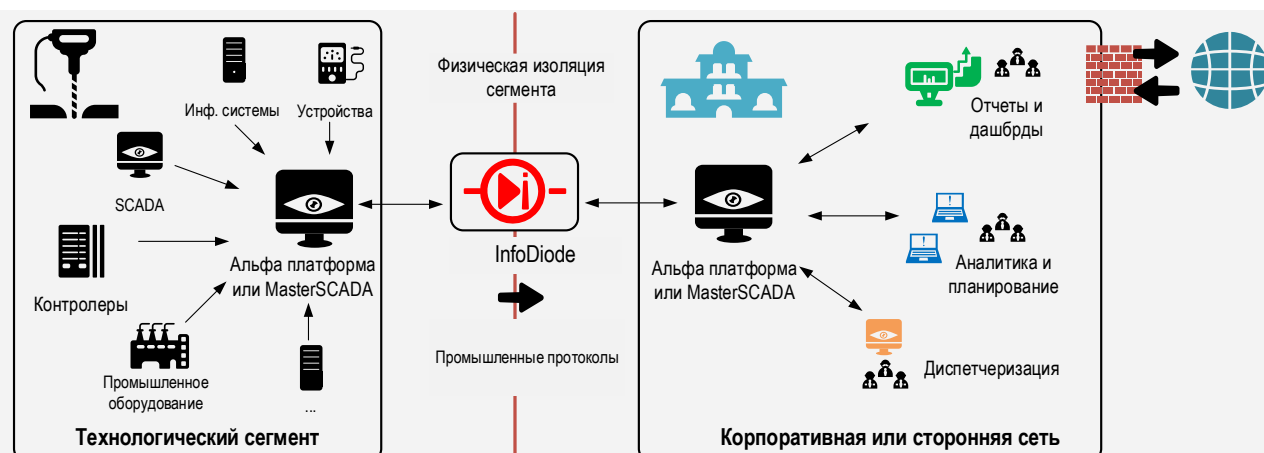 Инф. системы
Устройства
SCADA
Контролеры
Альфа платформа
или MasterSCADA
Промышленное
оборудование
...
Технологический сегмент
Физическая изоляция
сегмента
InfoDiode
Промышленные протоколы
Альфа платформа
или MasterSCADA
Отчеты и
дашбрды
Аналитика и
планирование
Диспетчеризация
Корпоративная или сторонняя сеть